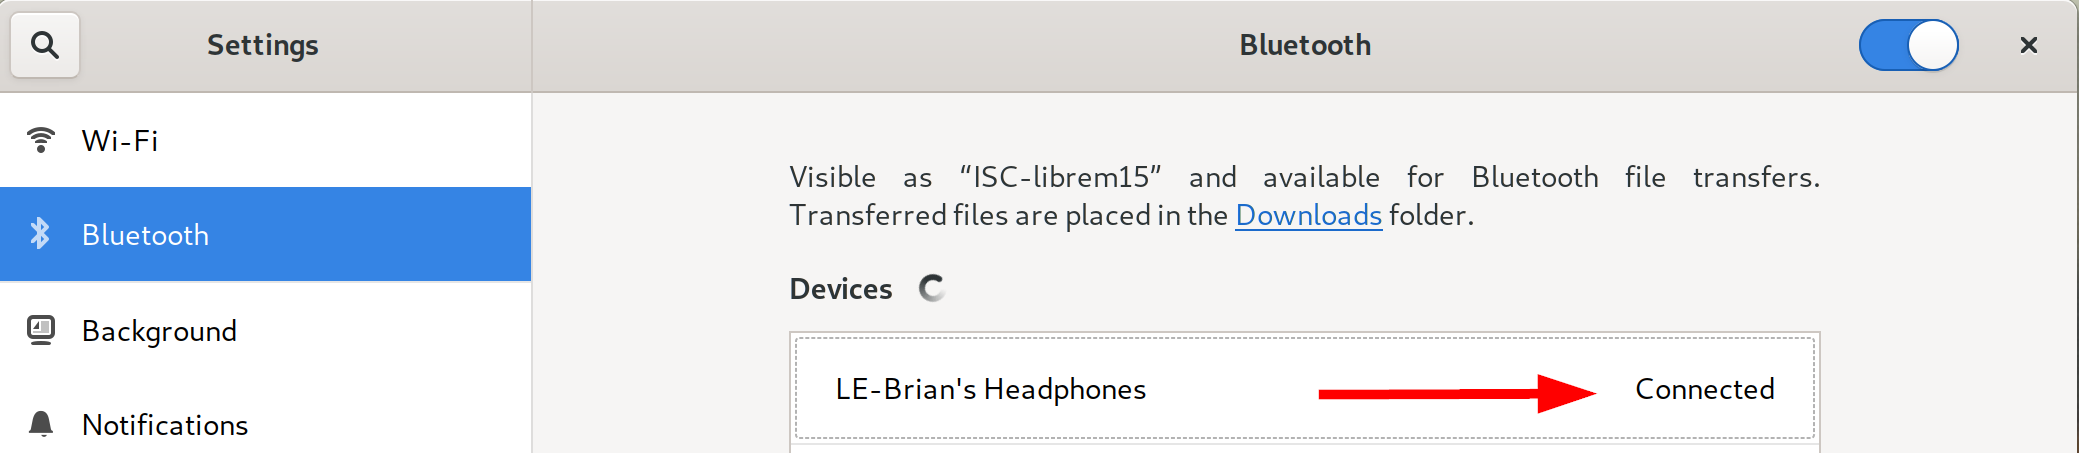 Settings
Bluetooth
Wi-Fi
Bluetooth
Background
Notifications
Visible as “ISC-librem15” and available for Bluetooth file transfers.
Transferred files are placed in the Downloads folder.
Devices
LE-Brian's Headphones
Connected